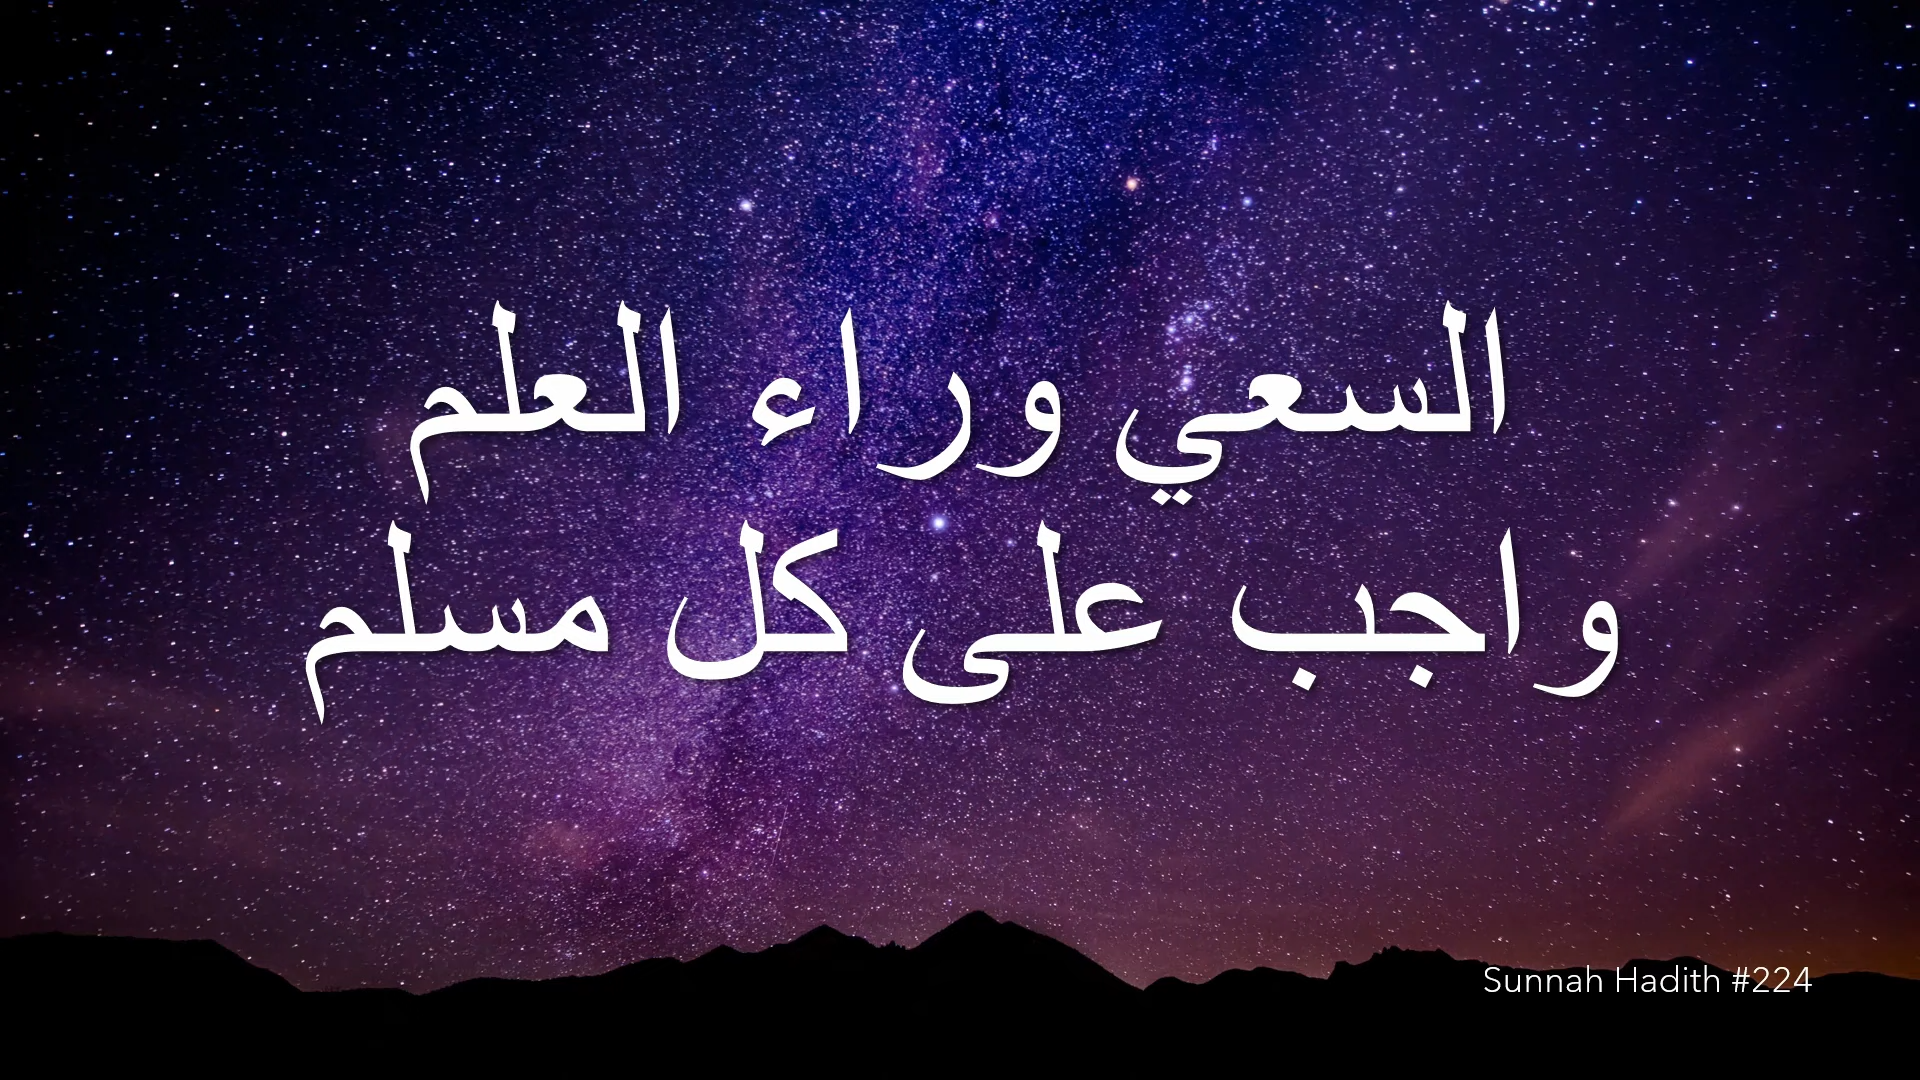 السعي وراء العلم
واجب على كل مسلم
Sunnah Hadith #224